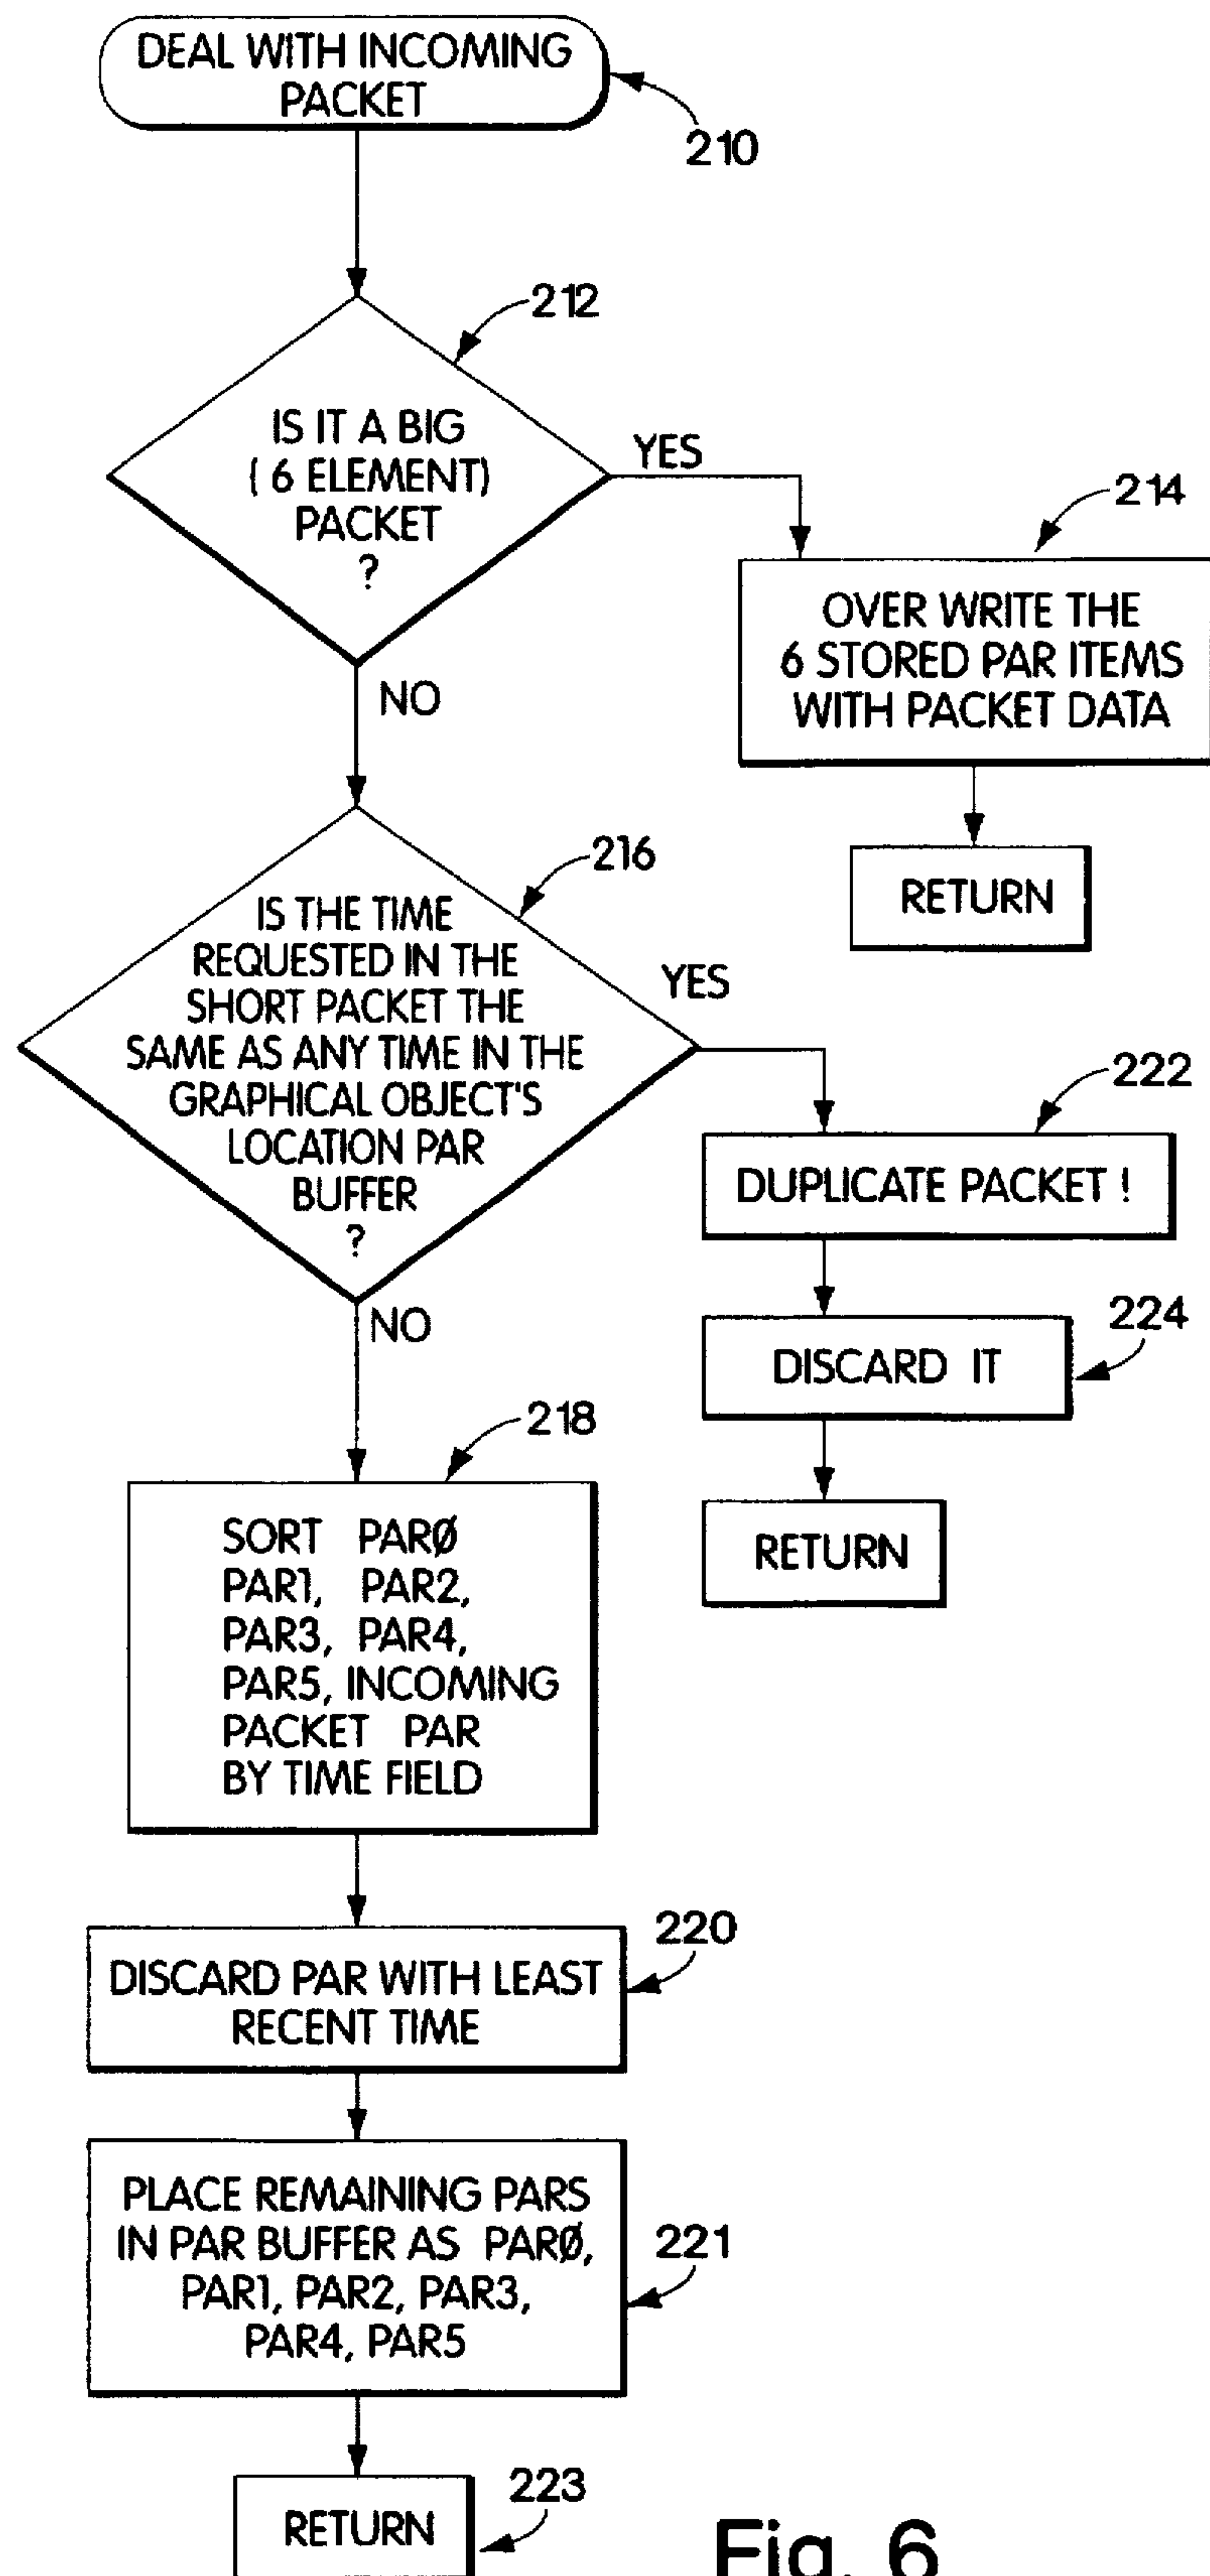 DEAL WITH INCOMING
PACKET
210
212
IS IT A BIG
( 6 ELEMENT)
PACKET
?
YES
214
OVER WRITE THE
6 STORED PAR ITEMS
WITH PACKET DATA
RETURN
NO
216
IS THE TIME
REQUESTED IN THE
SHORT PACKET THE
SAME AS ANY TIME IN THE
GRAPHICAL OBJECT'S
LOCATION PAR
BUFFER
?
YES
222
DUPLICATE PACKET !
224
DISCARD IT
RETURN
NO
218
SORT PARØ
PAR1, PAR2,
PAR3, PAR4,
PAR5, INCOMING
PACKET PAR
BY TIME FIELD
220
DISCARD PAR WITH LEAST
RECENT TIME
PLACE REMAINING PARS
IN PAR BUFFER AS PARØ,
PAR1, PAR2, PAR3,
PAR4, PAR5
221
RETURN
223
Fig. 6